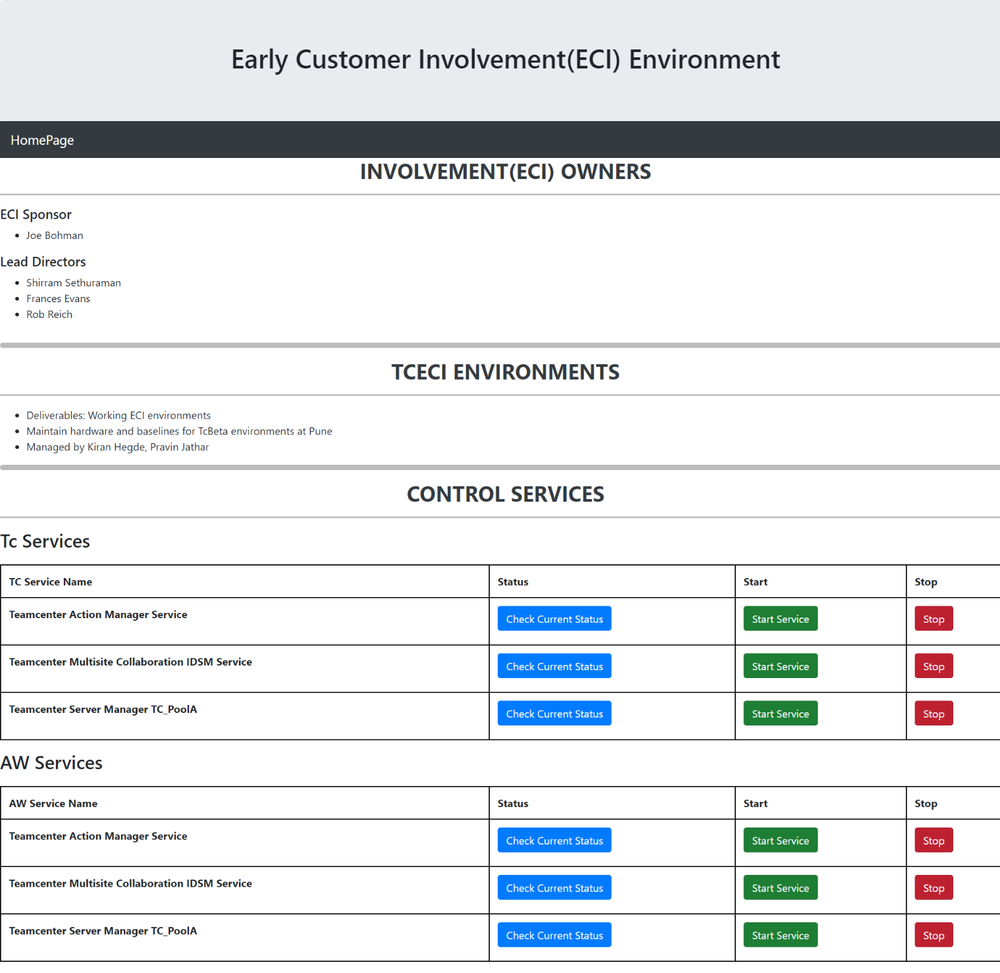 Early Customer Involvement(ECI) Environment
HomePage
INVOLVEMENT(ECI) OWNERS
ECI Sponsor
Joe Bohman
Lead Directors
Shirram Sethuraman
Frances Evans
Rob Reich
TCECI ENVIRONMENTS
Deliverables: Working ECI environments
Maintain hardware and baselines for TcBeta environments at Pune
Managed by Kiran Hegde, Pravin Jathar
CONTROL SERVICES
Tc Services
TC Service Name Status Start Stop
Teamcenter Action Manager Service Check Current Status Start Service Stop
Teamcenter Multisite Collaboration IDSM Service Check Current Status Start Service Stop
Teamcenter Server Manager TC_PoolA Check Current Status Start Service Stop
AW Services
AW Service Name Status Start Stop
Teamcenter Action Manager Service Check Current Status Start Service Stop
Teamcenter Multisite Collaboration IDSM Service Check Current Status Start Service Stop
Teamcenter Server Manager TC_PoolA Check Current Status Start Service Stop